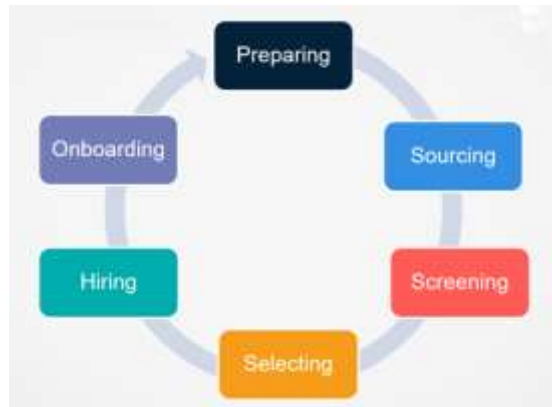 Preparing
Sourcing
Screening
Selecting
Hiring
Onboarding